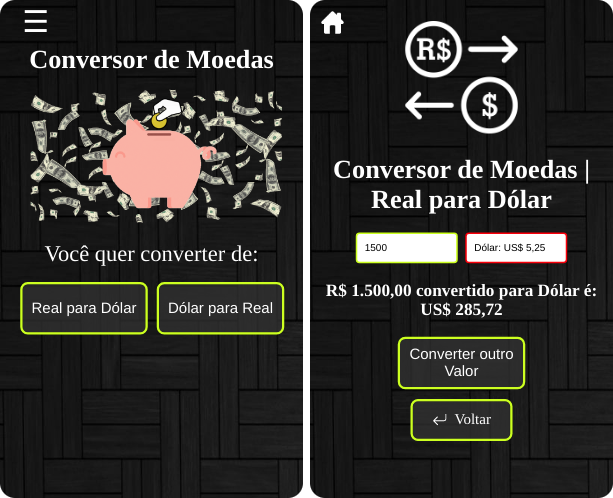 Conversor de Moedas
Você quer converter de:
Real para Dólar
Dólar para Real
R$
$
Conversor de Moedas |
Real para Dólar
1500
Dólar: US$ 5,25
R$ 1.500,00 convertido para Dólar é:
US$ 285,72
Converter outro
Valor
Voltar